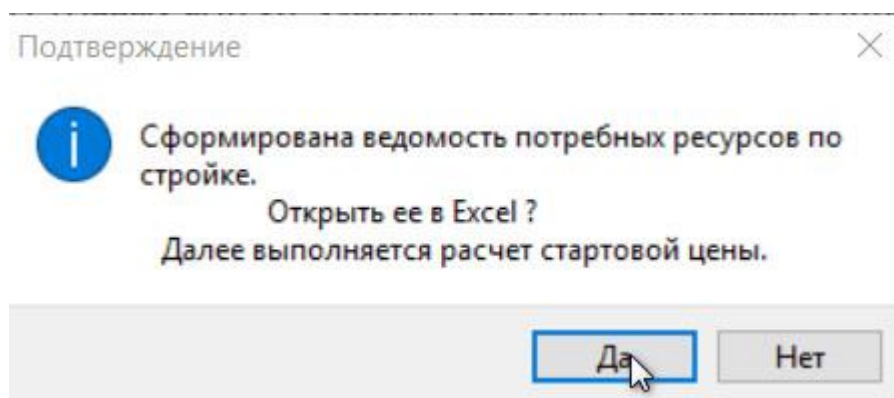 Подтверждение
Сформирована ведомость потребных ресурсов по
стройке.
Открыть ее в Excel ?
Далее выполняется расчет стартовой цены.
Да
Нет